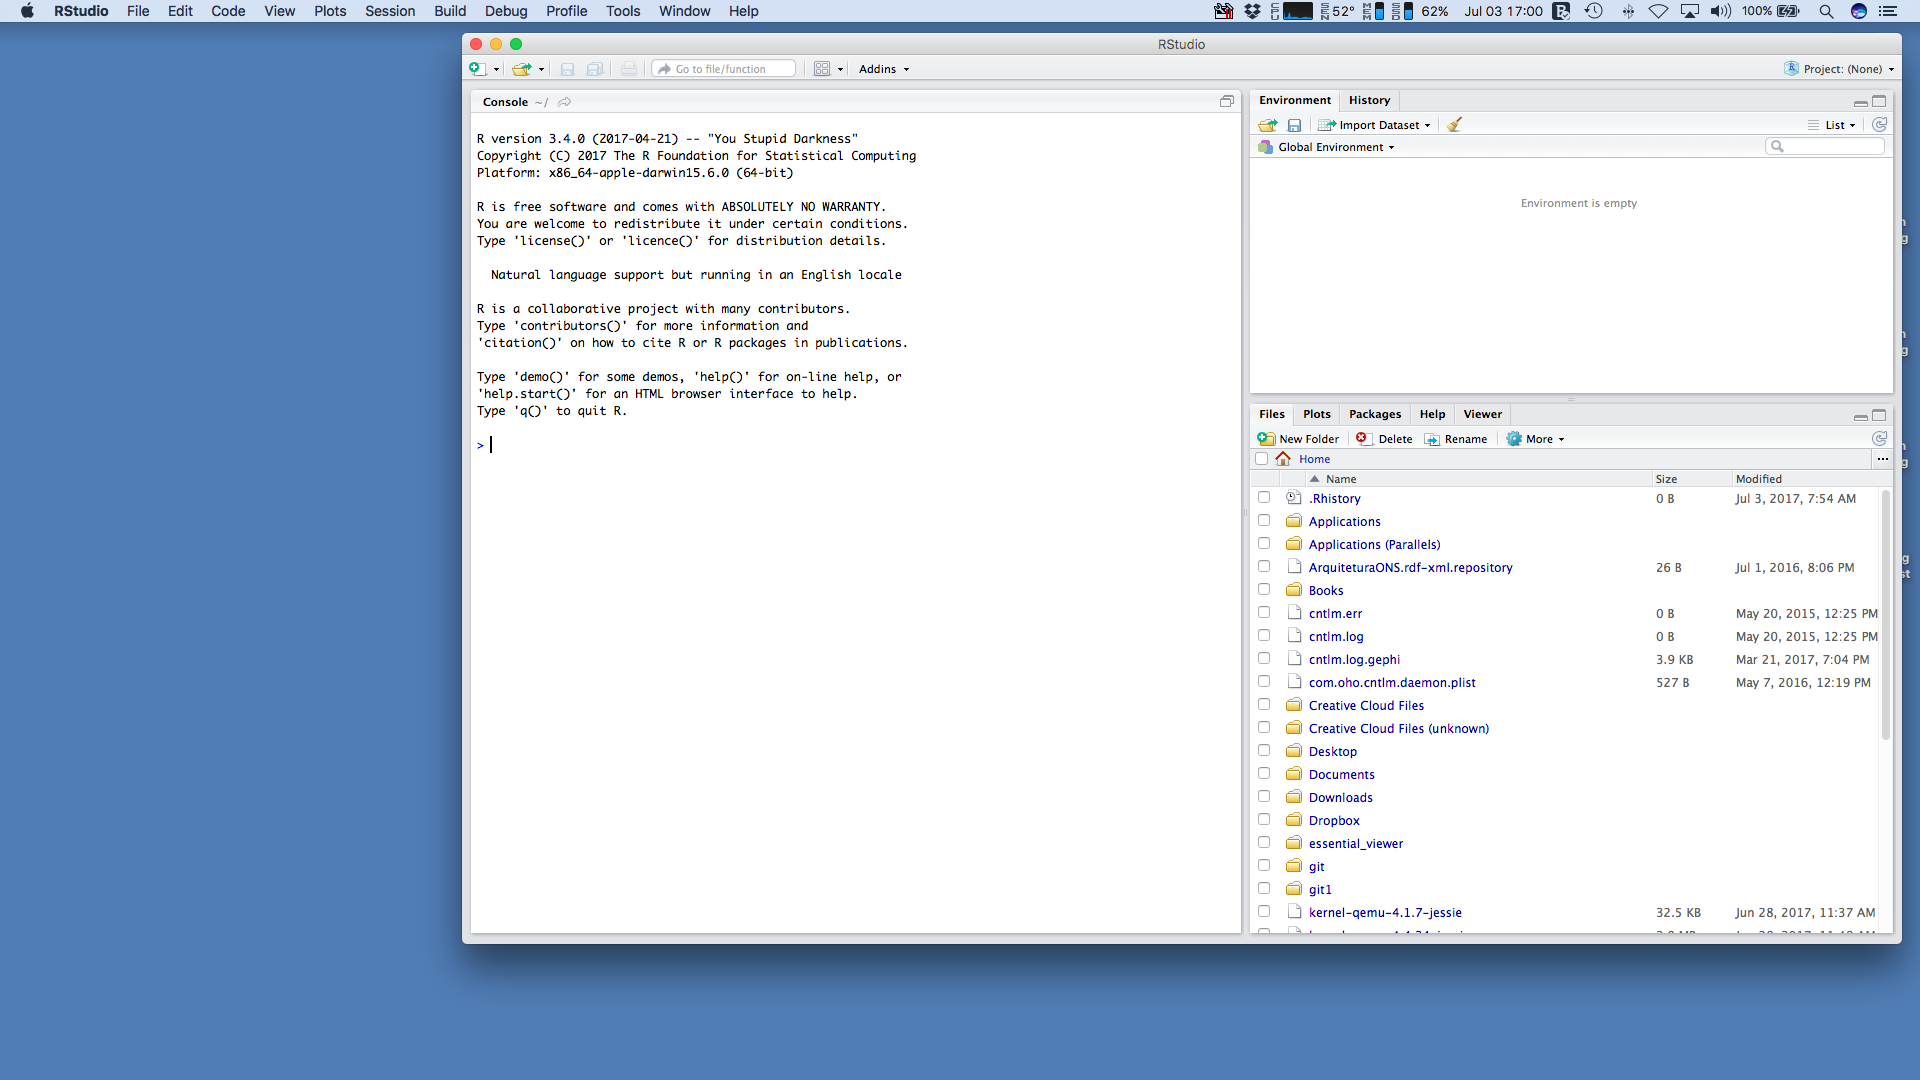 RStudio File Edit Code View Plots Session Build Debug Profile Tools Window Help
52° 62% Jul 03 17:00 100%
RStudio
Go to file/function Addins Project: (None)
Console ~/
R version 3.4.0 (2017-04-21) -- "You Stupid Darkness"
Copyright (C) 2017 The R Foundation for Statistical Computing
Platform: x86_64-apple-darwin15.6.0 (64-bit)
R is free software and comes with ABSOLUTELY NO WARRANTY.
You are welcome to redistribute it under certain conditions.
Type 'license()' or 'licence()' for distribution details.
Natural language support but running in an English locale
R is a collaborative project with many contributors.
Type 'contributors()' for more information and
'citation()' on how to cite R or R packages in publications.
Type 'demo()' for some demos, 'help()' for on-line help, or
'help.start()' for an HTML browser interface to help.
Type 'q()' to quit R.
>
Environment History
Import Dataset List
Global Environment
Environment is empty
Files Plots Packages Help Viewer
New Folder Delete Rename More
Home ...
Name Size Modified
.Rhistory 0 B Jul 3, 2017, 7:54 AM
Applications
Applications (Parallels)
ArquiteturaONS.rdf-xml.repository 26 B Jul 1, 2016, 8:06 PM
Books
cntlm.err 0 B May 20, 2015, 12:25 PM
cntlm.log 0 B May 20, 2015, 12:25 PM
cntlm.log.gephi 3.9 KB Mar 21, 2017, 7:04 PM
com.oho.cntlm.daemon.plist 527 B May 7, 2016, 12:19 PM
Creative Cloud Files
Creative Cloud Files (unknown)
Desktop
Documents
Downloads
Dropbox
essential_viewer
git
git1
kernel-qemu-4.1.7-jessie 32.5 KB Jun 28, 2017, 11:37 AM